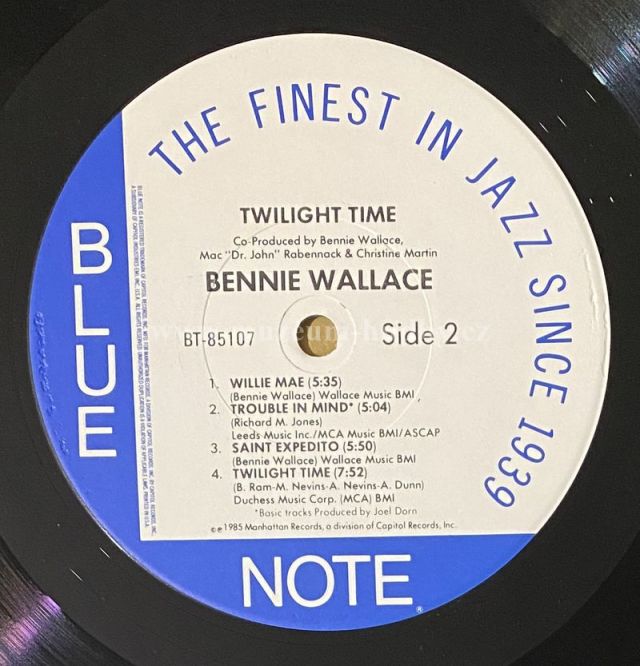 THE FINEST IN JAZZ SINCE 1939
TWILIGHT TIME
Co-Produced by Bennie Wallace,
Mac "Dr. John" Rabennack & Christine Martin
BENNIE WALLACE
BT-85107
Side 2
1. WILLIE MAE (5:35)
(Bennie Wallace) Wallace Music BMI
2. TROUBLE IN MIND* (5:04)
(Richard M. Jones)
Leeds Music Inc./MCA Music BMI/ASCAP
3. SAINT EXPEDITO (5:50)
(Bennie Wallace) Wallace Music BMI
4. TWILIGHT TIME (7:52)
(B. Ram-M. Nevins-A. Nevins-A. Dunn)
Duchess Music Corp. (MCA) BMI
*Basic tracks Produced by Joel Dorn
©℗1985 Manhattan Records, a division of Capitol Records, Inc.
BLUE
NOTE®